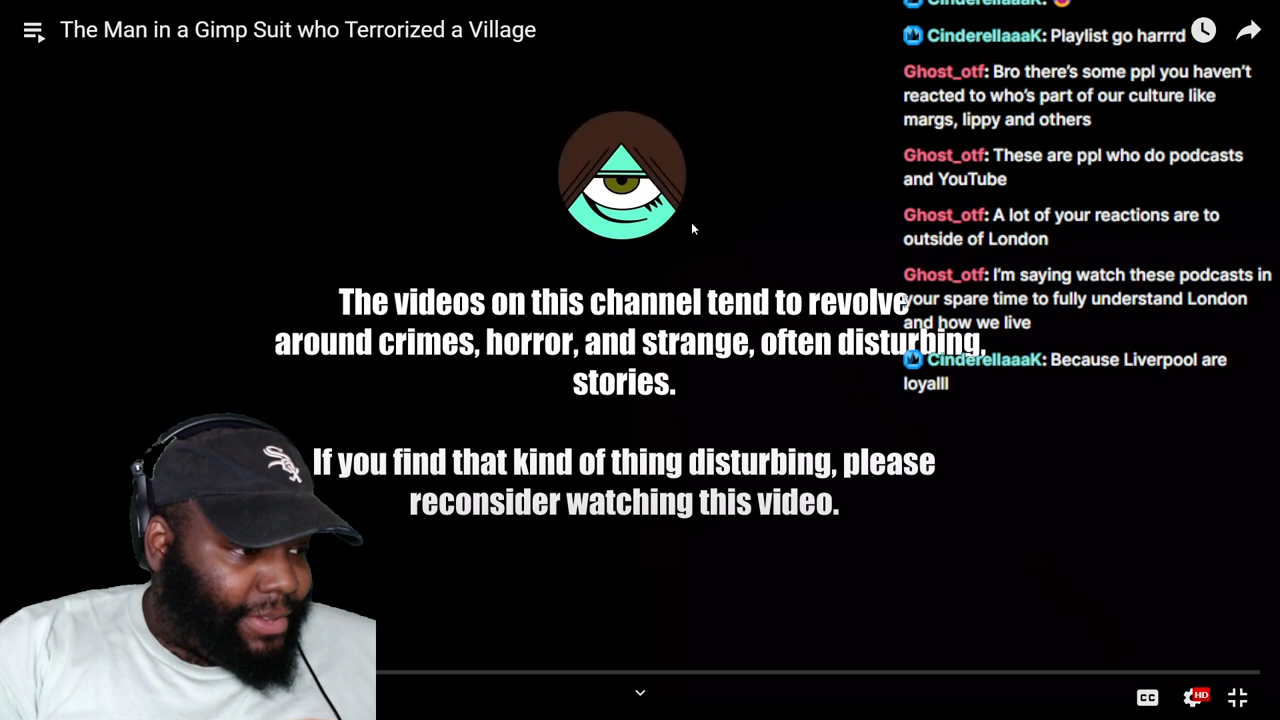 The Man in a Gimp Suit who Terrorized a Village
The videos on this channel tend to revolve
around crimes, horror, and strange, often disturbing,
stories.
If you find that kind of thing disturbing, please
reconsider watching this video.
CinderellaaaK:
CinderellaaaK: Playlist go harrrd
Ghost_otf: Bro there's some ppl you haven't
reacted to who's part of our culture like
margs, lippy and others
Ghost_otf: These are ppl who do podcasts
and YouTube
Ghost_otf: A lot of your reactions are to
outside of London
Ghost_otf: I'm saying watch these podcasts in
your spare time to fully understand London
and how we live
CinderellaaaK: Because Liverpool are
loyalll
CC
HD